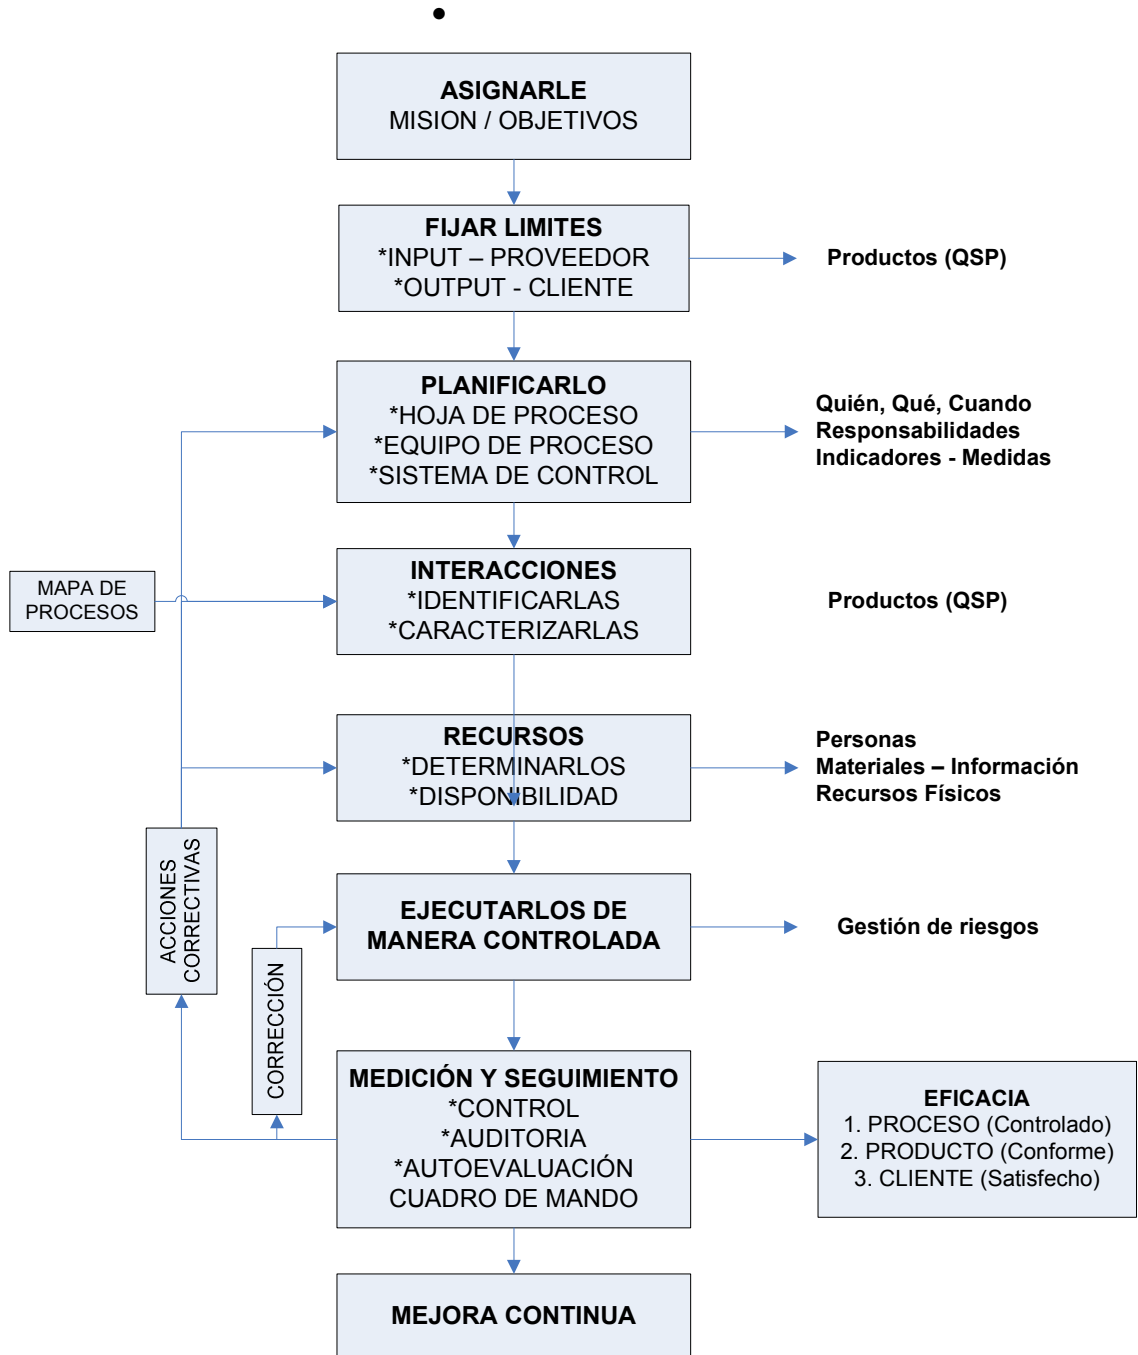 •
ASIGNARLE
MISION / OBJETIVOS
FIJAR LIMITES
*INPUT – PROVEEDOR
*OUTPUT - CLIENTE
Productos (QSP)
PLANIFICARLO
*HOJA DE PROCESO
*EQUIPO DE PROCESO
*SISTEMA DE CONTROL
Quién, Qué, Cuando
Responsabilidades
Indicadores - Medidas
MAPA DE
PROCESOS
INTERACCIONES
*IDENTIFICARLAS
*CARACTERIZARLAS
Productos (QSP)
RECURSOS
*DETERMINARLOS
*DISPONIBILIDAD
Personas
Materiales – Información
Recursos Físicos
ACCIONES
CORRECTIVAS
CORRECCIÓN
EJECUTARLOS DE
MANERA CONTROLADA
Gestión de riesgos
MEDICIÓN Y SEGUIMIENTO
*CONTROL
*AUDITORIA
*AUTOEVALUACIÓN
CUADRO DE MANDO
EFICACIA
1. PROCESO (Controlado)
2. PRODUCTO (Conforme)
3. CLIENTE (Satisfecho)
MEJORA CONTINUA